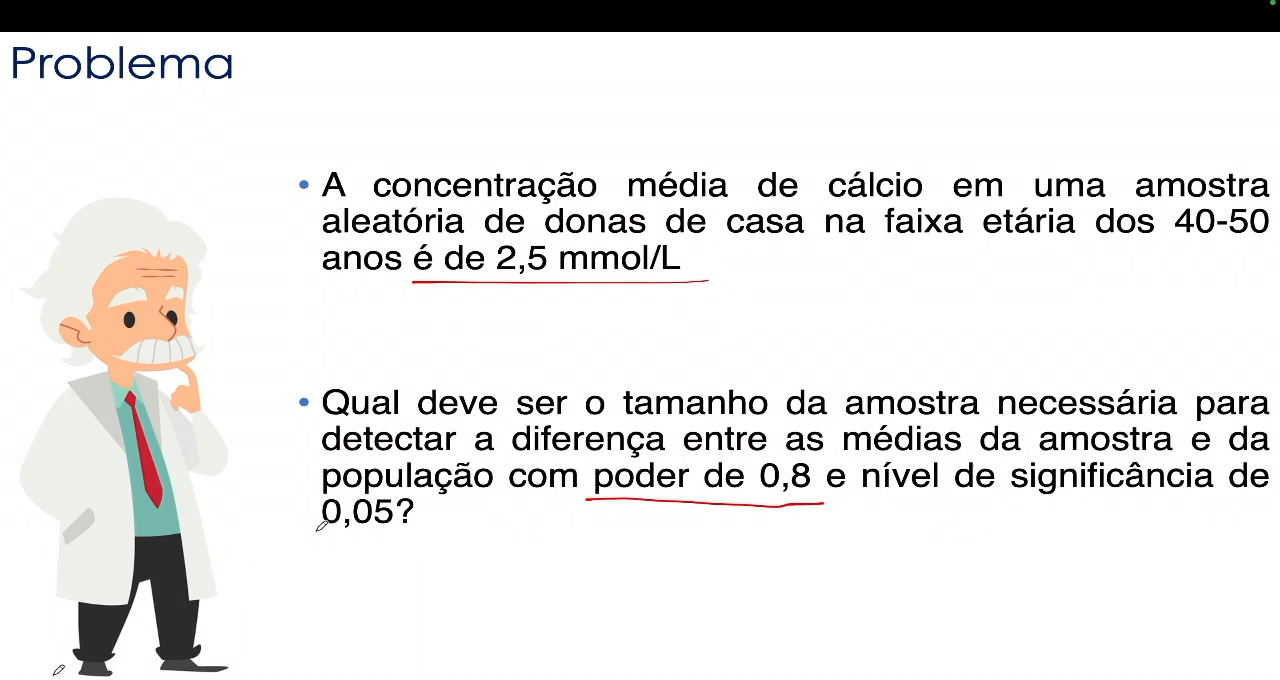 Problema
• A concentração média de cálcio em uma amostra
aleatória de donas de casa na faixa etária dos 40-50
anos é de 2,5 mmol/L
• Qual deve ser o tamanho da amostra necessária para
detectar a diferença entre as médias da amostra e da
população com poder de 0,8 e nível de significância de
0,05?